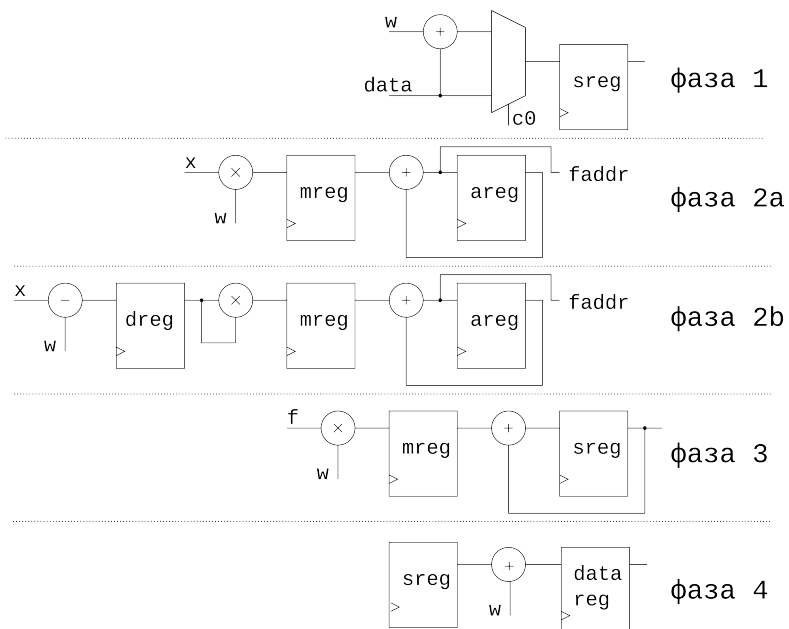 w
+
data
c0
sreg
фаза 1
x
×
w
mreg
+
areg
faddr
фаза 2a
x
−
w
dreg
×
mreg
+
areg
faddr
фаза 2b
f
×
w
mreg
+
sreg
фаза 3
sreg
+
w
data
reg
фаза 4